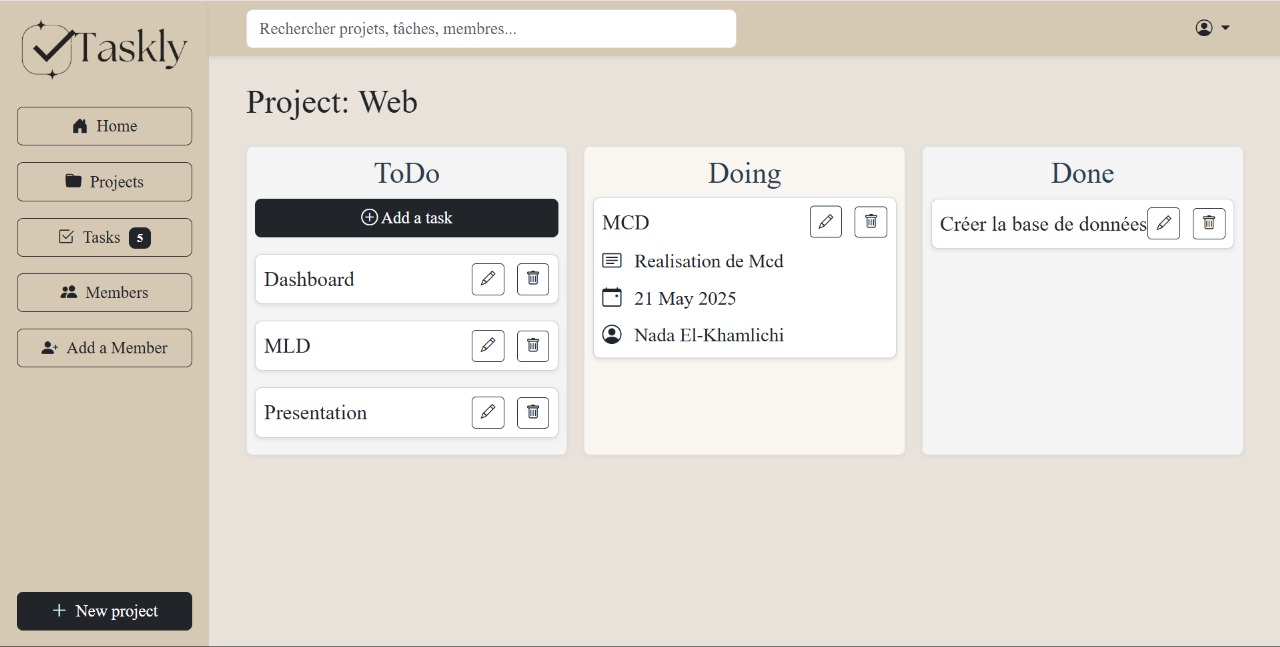 Taskly
Rechercher projets, tâches, membres...
Home
Projects
Tasks 5
Members
Add a Member
New project
Project: Web
ToDo
Add a task
Dashboard
MLD
Presentation
Doing
MCD
Realisation de Mcd
21 May 2025
Nada El-Khamlichi
Done
Créer la base de données